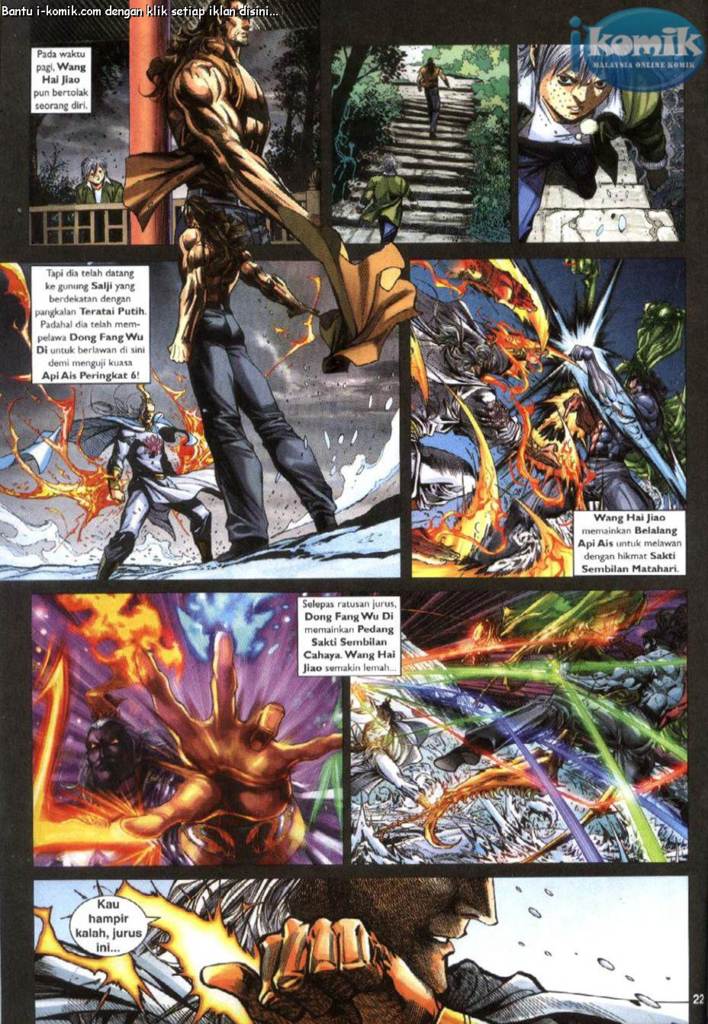 Bantu i-komik.com dengan klik setiap iklan disini...
ikomik
MALAYSIA ONLINE KOMIK
Pada waktu
pagi, Wang
Hai Jiao
pun bertolak
seorang diri.
Tapi dia telah datang
ke gunung Salji yang
berdekatan dengan
pangkalan Teratai Putih.
Padahal dia telah mem-
pelawa Dong Fang Wu
Di untuk berlawan di sini
demi menguji kuasa
Api Ais Peringkat 6!
Wang Hai Jiao
memainkan Belalang
Api Ais untuk melawan
dengan hikmat Sakti
Sembilan Matahari.
Selepas ratusan jurus,
Dong Fang Wu Di
memainkan Pedang
Sakti Sembilan
Cahaya. Wang Hai
Jiao semakin lemah...
Kau
hampir
kalah, jurus
ini...
22